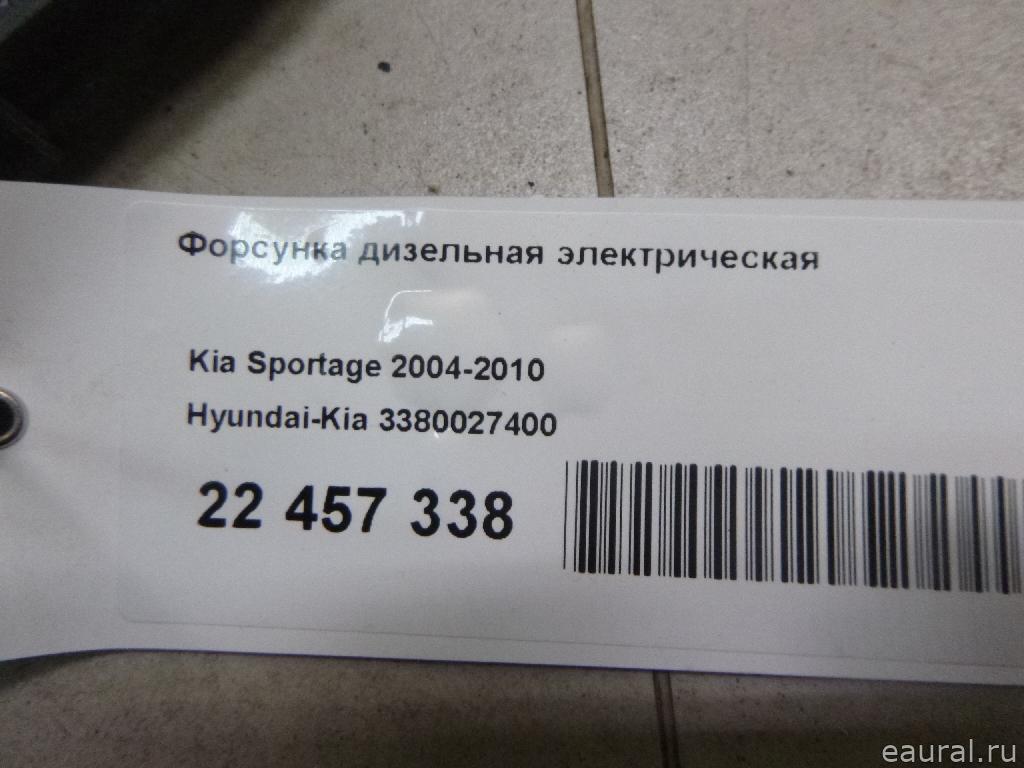 Форсунка дизельная электрическая
Kia Sportage 2004-2010
Hyundai-Kia 3380027400
22 457 338
eaural.ru